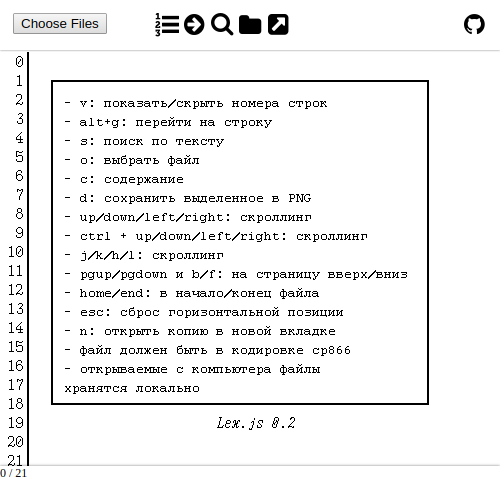 Choose Files
1
2
3
0
1
2 - v: показать/скрыть номера строк
3 - alt+g: перейти на строку
4 - s: поиск по тексту
5 - o: выбрать файл
6 - c: содержание
7 - d: сохранить выделенное в PNG
8 - up/down/left/right: скроллинг
9 - ctrl + up/down/left/right: скроллинг
10 - j/k/h/l: скроллинг
11 - pgup/pgdown и b/f: на страницу вверх/вниз
12 - home/end: в начало/конец файла
13 - esc: сброс горизонтальной позиции
14 - n: открыть копию в новой вкладке
15 - файл должен быть в кодировке cp866
16 - открываемые с компьютера файлы
17 хранятся локально
18
19 Lex.js 0.2
20
21
0 / 21